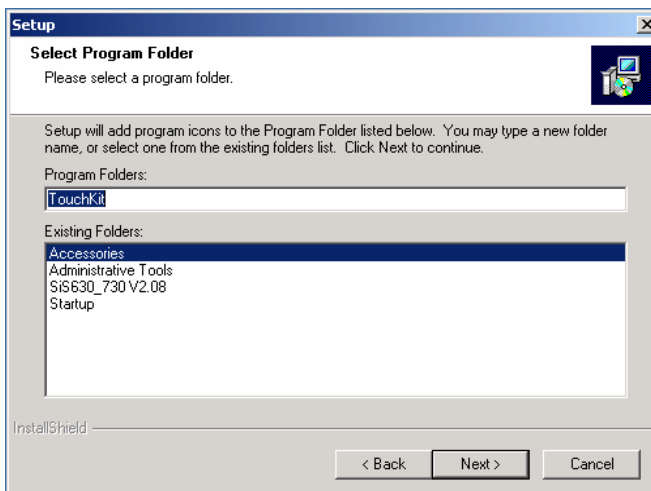 Setup
Select Program Folder
Please select a program folder.
Setup will add program icons to the Program Folder listed below. You may type a new folder
name, or select one from the existing folders list. Click Next to continue.
Program Folders:
TouchKit
Existing Folders:
Accessories
Administrative Tools
SiS630_730 V2.08
Startup
InstallShield
< Back
Next >
Cancel